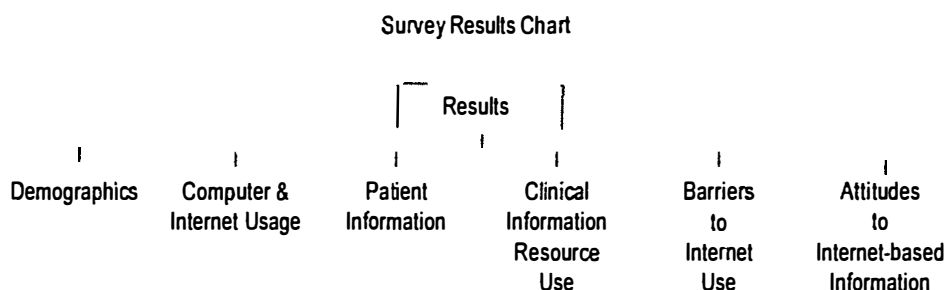 Survey Results Chart
Results
Demographics
Computer &
Internet Usage
Patient
Information
Clinical
Information
Resource
Use
Barriers
to
Internet
Use
Attitudes
to
Internet-based
Information